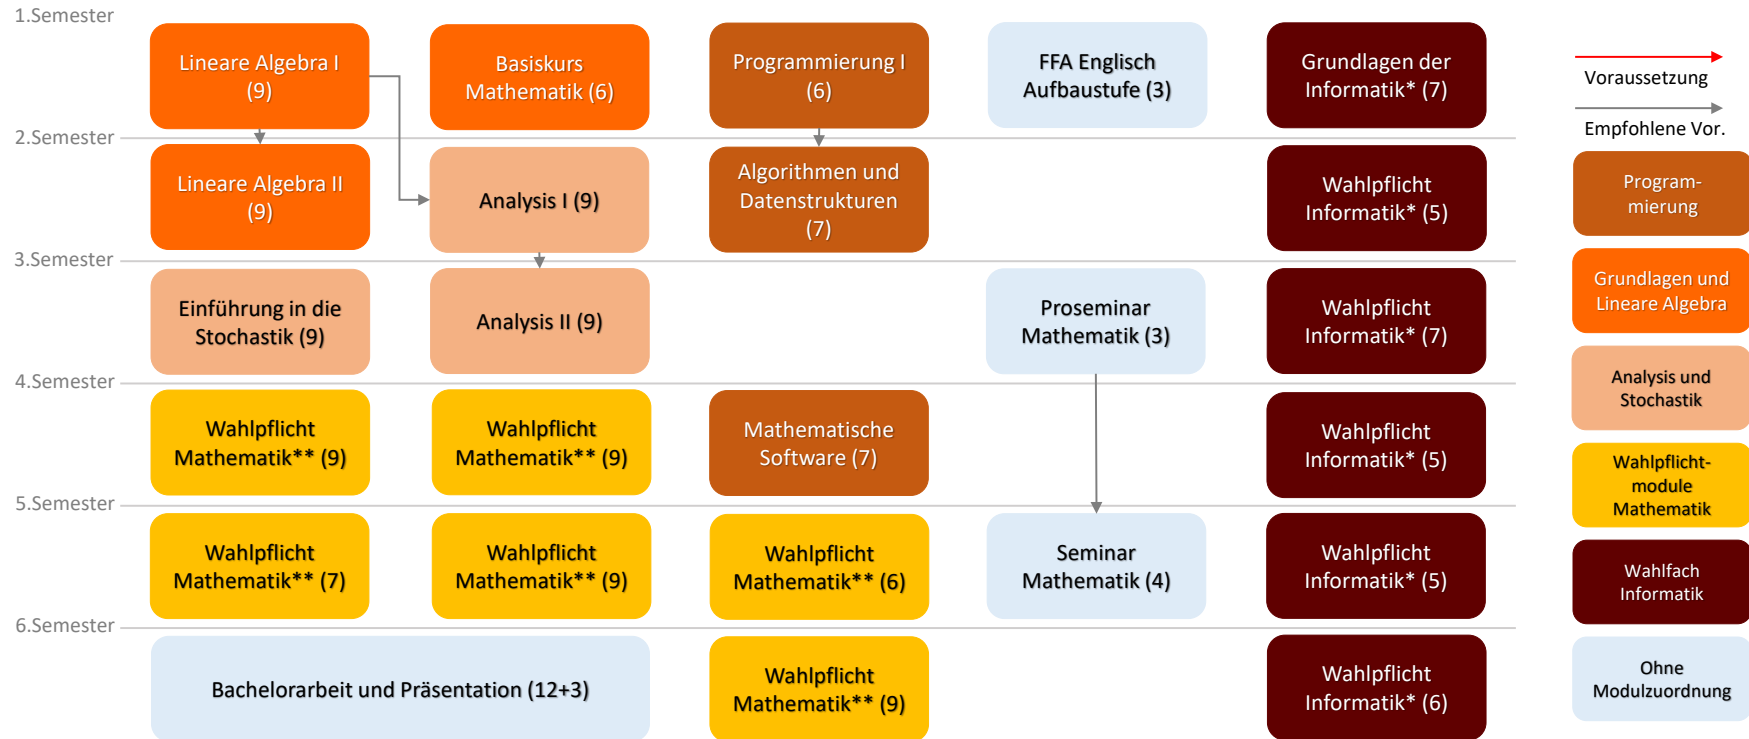 1.Semester
Lineare Algebra I
(9)
Basiskurs
Mathematik (6)
Programmierung I
(6)
FFA Englisch
Aufbaustufe (3)
Grundlagen der
Informatik* (7)
2.Semester
Lineare Algebra II
(9)
Analysis I (9)
Algorithmen und
Datenstrukturen
(7)
Wahlpflicht
Informatik* (5)
3.Semester
Einführung in die
Stochastik (9)
Analysis II (9)
Proseminar
Mathematik (3)
Wahlpflicht
Informatik* (7)
4.Semester
Wahlpflicht
Mathematik** (9)
Wahlpflicht
Mathematik** (9)
Mathematische
Software (7)
Wahlpflicht
Informatik* (5)
5.Semester
Wahlpflicht
Mathematik** (7)
Wahlpflicht
Mathematik** (9)
Wahlpflicht
Mathematik** (6)
Seminar
Mathematik (4)
Wahlpflicht
Informatik* (5)
6.Semester
Bachelorarbeit und Präsentation (12+3)
Wahlpflicht
Mathematik** (9)
Wahlpflicht
Informatik* (6)
Voraussetzung
Empfohlene Vor.
Program-
mierung
Grundlagen und
Lineare Algebra
Analysis und
Stochastik
Wahlpflicht-
module
Mathematik
Wahlfach
Informatik
Ohne
Modulzuordnung